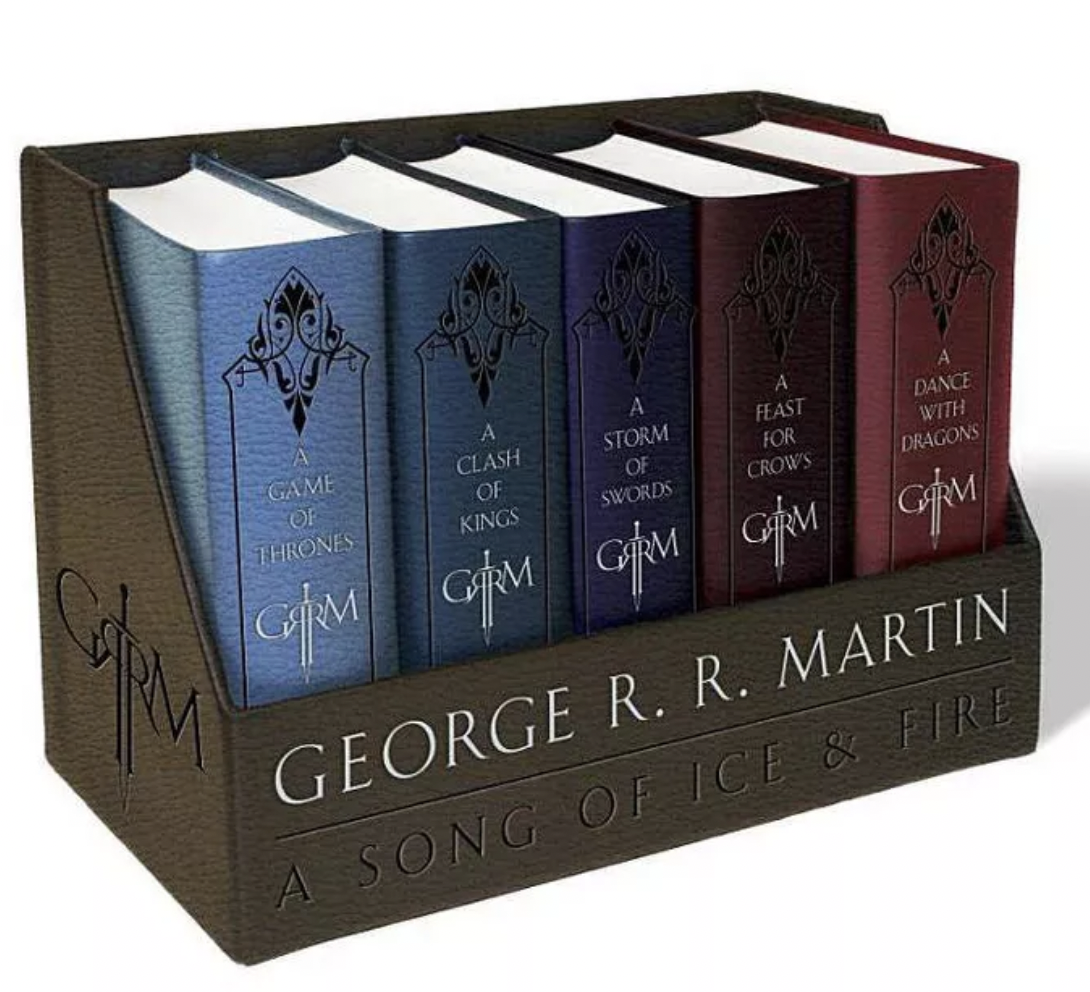 A
GAME
OF
THRONES
GRRM
A
CLASH
OF
KINGS
GRRM
A
STORM
OF
SWORDS
GRRM
A
FEAST
FOR
CROWS
GRRM
A
DANCE
WITH
DRAGONS
GRRM
GRRM
GEORGE R. R. MARTIN
A SONG OF ICE & FIRE